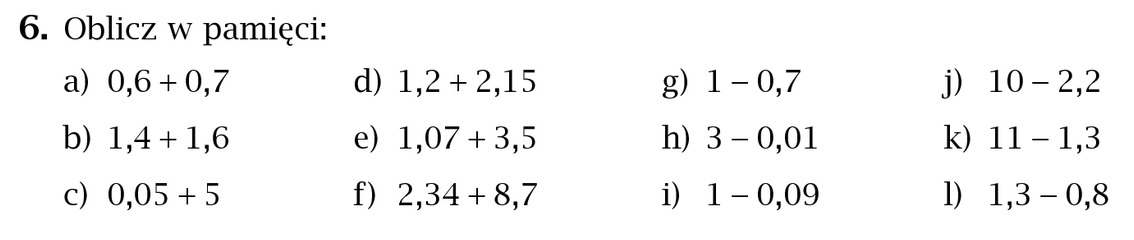 6. Oblicz w pamięci:
a) 0,6 + 0,7 d) 1,2 + 2,15 g) 1 – 0,7 j) 10 – 2,2
b) 1,4 + 1,6 e) 1,07 + 3,5 h) 3 – 0,01 k) 11 – 1,3
c) 0,05 + 5 f) 2,34 + 8,7 i) 1 – 0,09 l) 1,3 – 0,8